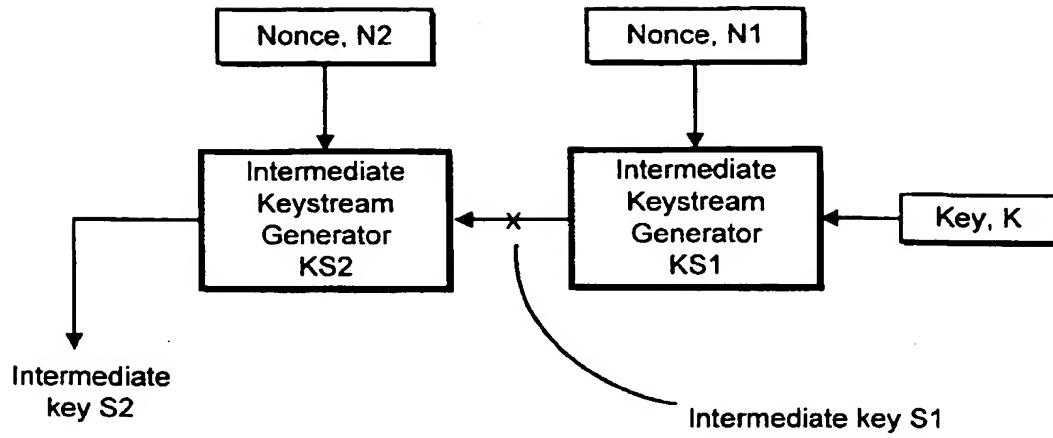 Nonce, N2
Nonce, N1
Intermediate
Keystream
Generator
KS2
x
Intermediate
Keystream
Generator
KS1
Key, K
Intermediate
key S2
Intermediate key S1